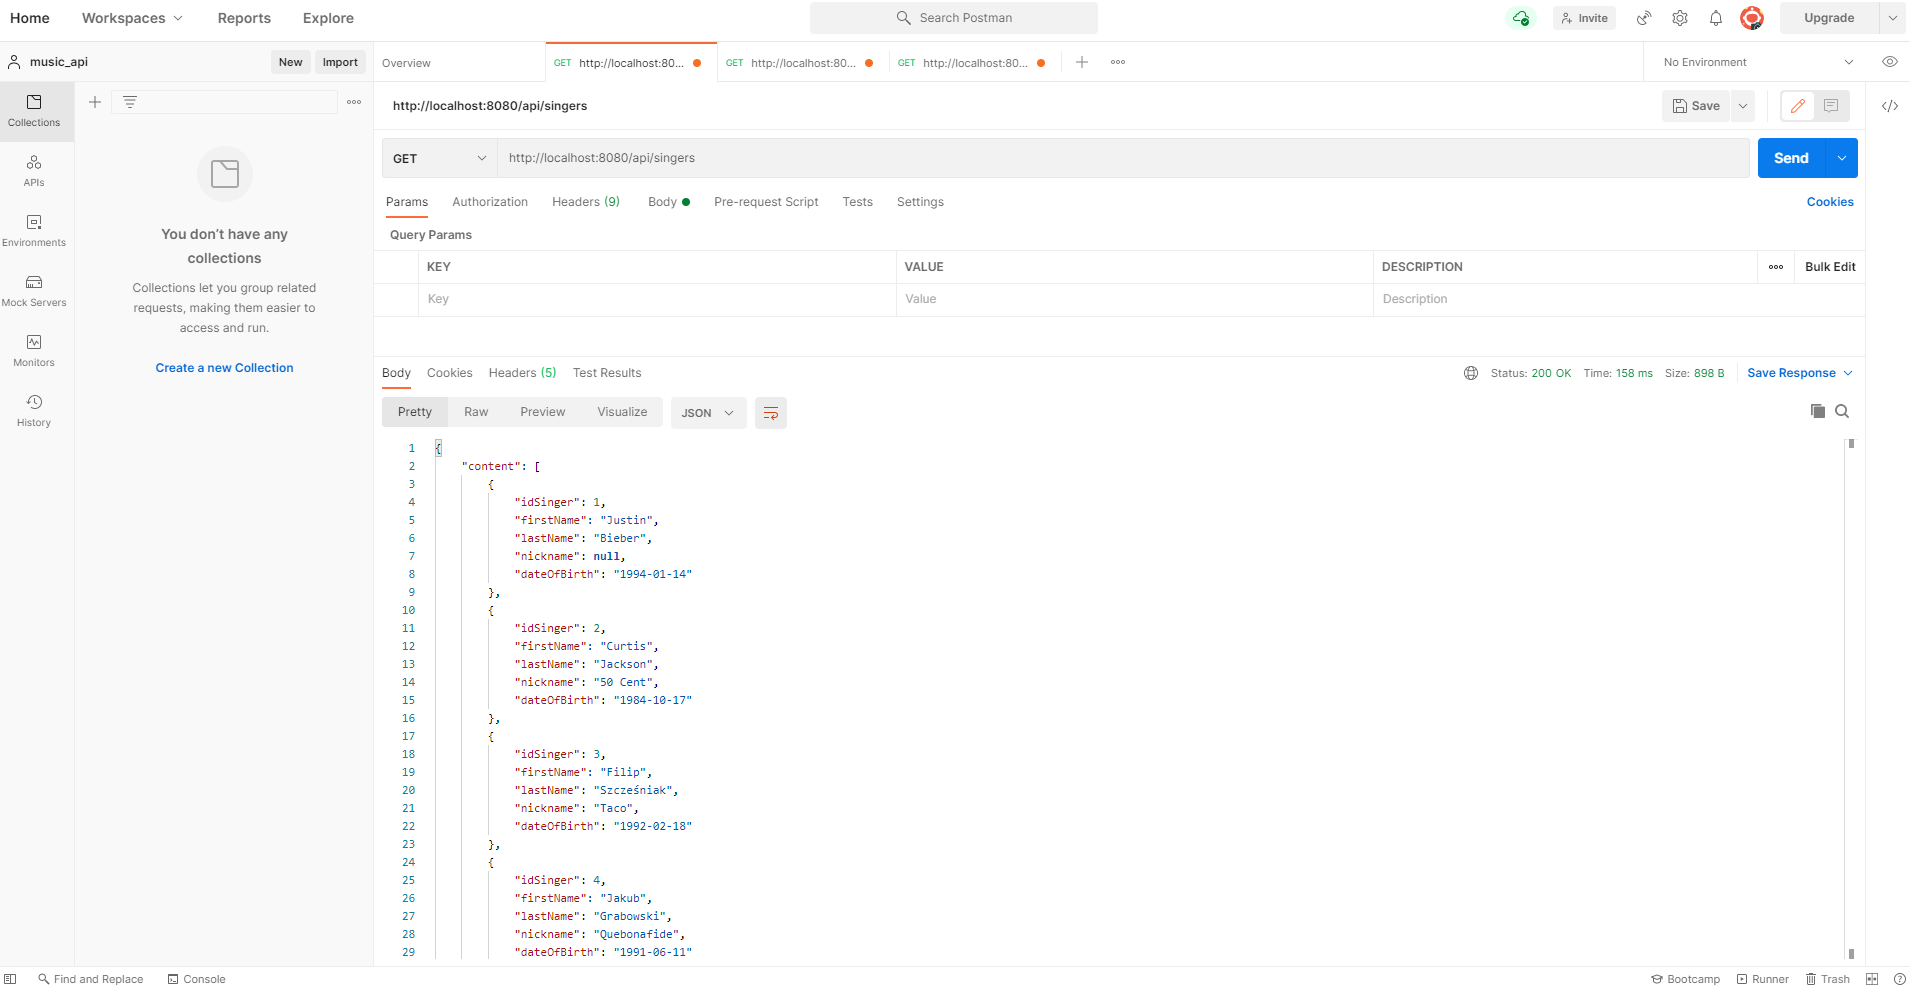 Home Workspaces Reports Explore Search Postman Invite Upgrade
music_api New Import Overview GET http://localhost:80... GET http://localhost:80... GET http://localhost:80... No Environment
Collections
APIs
Environments
Mock Servers
Monitors
History
You don’t have any
collections
Collections let you group related
requests, making them easier to
access and run.
Create a new Collection
http://localhost:8080/api/singers Save
GET http://localhost:8080/api/singers Send
Params Authorization Headers (9) Body Pre-request Script Tests Settings Cookies
Query Params
KEY VALUE DESCRIPTION Bulk Edit
Key Value Description
Body Cookies Headers (5) Test Results Status: 200 OK Time: 158 ms Size: 898 B Save Response
Pretty Raw Preview Visualize JSON
1 {
2 "content": [
3 {
4 "idSinger": 1,
5 "firstName": "Justin",
6 "lastName": "Bieber",
7 "nickname": null,
8 "dateOfBirth": "1994-01-14"
9 },
10 {
11 "idSinger": 2,
12 "firstName": "Curtis",
13 "lastName": "Jackson",
14 "nickname": "50 Cent",
15 "dateOfBirth": "1984-10-17"
16 },
17 {
18 "idSinger": 3,
19 "firstName": "Filip",
20 "lastName": "Szcześniak",
21 "nickname": "Taco",
22 "dateOfBirth": "1992-02-18"
23 },
24 {
25 "idSinger": 4,
26 "firstName": "Jakub",
27 "lastName": "Grabowski",
28 "nickname": "Quebonafide",
29 "dateOfBirth": "1991-06-11"
Find and Replace Console Bootcamp Runner Trash